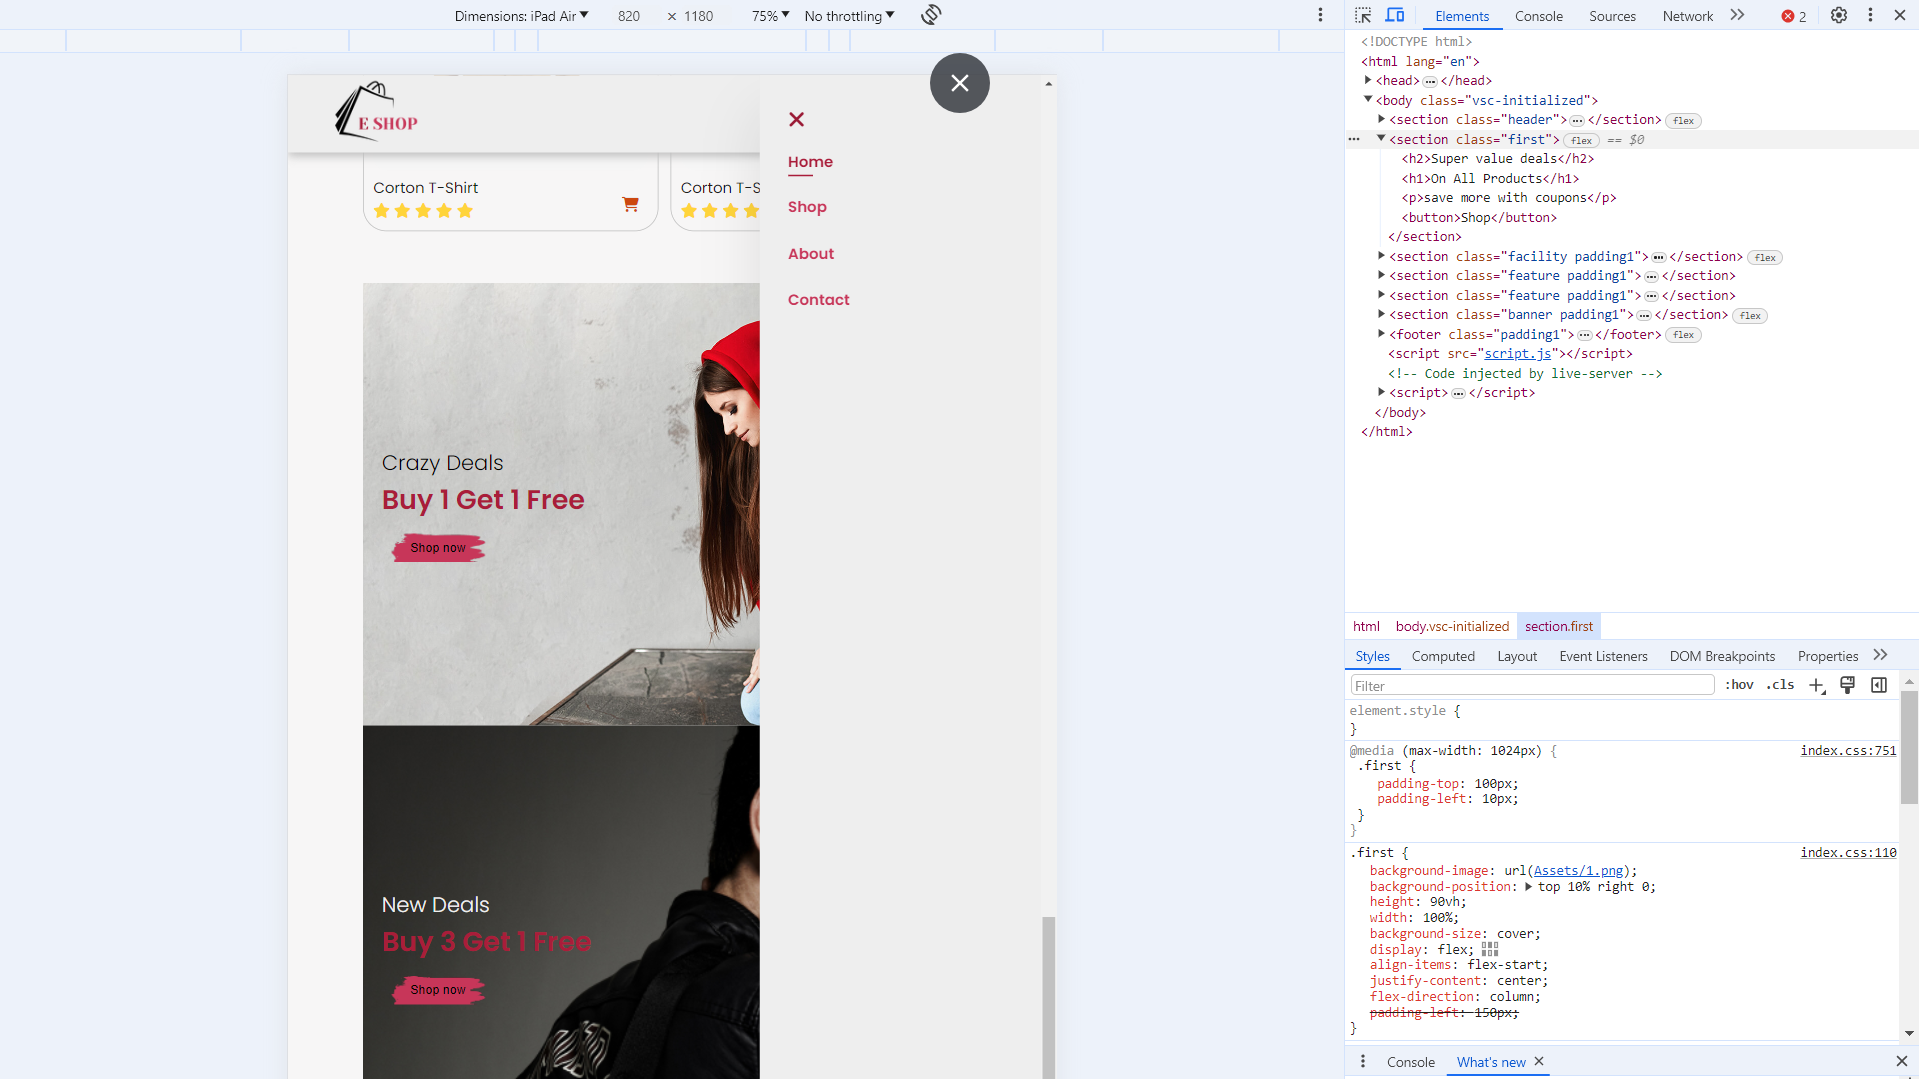 Dimensions: iPad Air 820 × 1180 75% No throttling
E SHOP
Corton T-Shirt
Corton T-S
Home
Shop
About
Contact
Crazy Deals
Buy 1 Get 1 Free
Shop now
New Deals
Buy 3 Get 1 Free
Shop now
Elements Console Sources Network 2
<!DOCTYPE html>
<html lang="en">
<head> ••• </head>
<body class="vsc-initialized">
<section class="header"> ••• </section> flex
••• <section class="first"> flex == $0
<h2>Super value deals</h2>
<h1>On All Products</h1>
<p>save more with coupons</p>
<button>Shop</button>
</section>
<section class="facility padding1"> ••• </section> flex
<section class="feature padding1"> ••• </section>
<section class="feature padding1"> ••• </section>
<section class="banner padding1"> ••• </section> flex
<footer class="padding1"> ••• </footer> flex
<script src="script.js"></script>
<!-- Code injected by live-server -->
<script> ••• </script>
</body>
</html>
html body.vsc-initialized section.first
Styles Computed Layout Event Listeners DOM Breakpoints Properties
Filter :hov .cls
element.style {
}
@media (max-width: 1024px) { index.css:751
.first {
padding-top: 100px;
padding-left: 10px;
}
}
.first { index.css:110
background-image: url(Assets/1.png);
background-position: top 10% right 0;
height: 90vh;
width: 100%;
background-size: cover;
display: flex;
align-items: flex-start;
justify-content: center;
flex-direction: column;
padding-left: 150px;
}
Console What's new